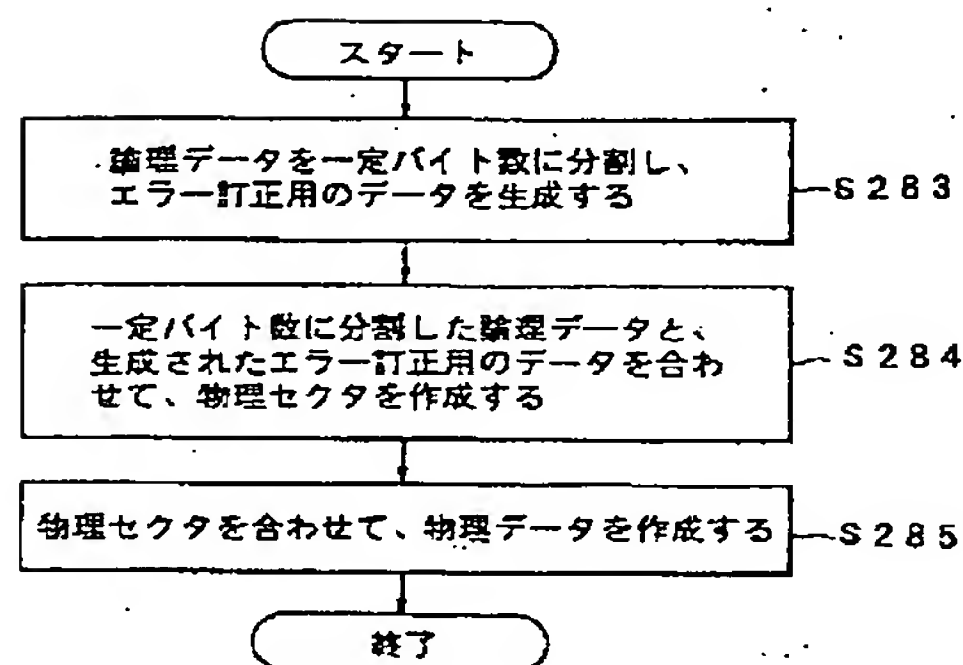 スタート
論理データを一定バイト数に分割し、
エラー訂正用のデータを生成する
S283
一定バイト数に分割した論理データと、
生成されたエラー訂正用のデータを合わ
せて、物理セクタを作成する
S284
物理セクタを合わせて、物理データを作成する
S285
終了